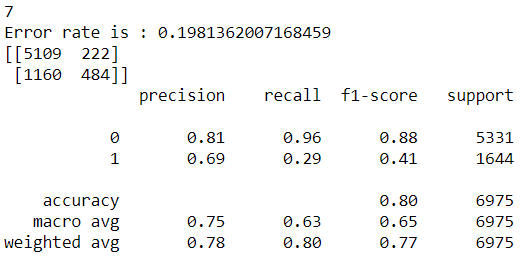 7
Error rate is : 0.1981362007168459
[[5109  222]
 [1160  484]]
              precision    recall  f1-score   support

           0       0.81      0.96      0.88      5331
           1       0.69      0.29      0.41      1644

    accuracy                           0.80      6975
   macro avg       0.75      0.63      0.65      6975
weighted avg       0.78      0.80      0.77      6975